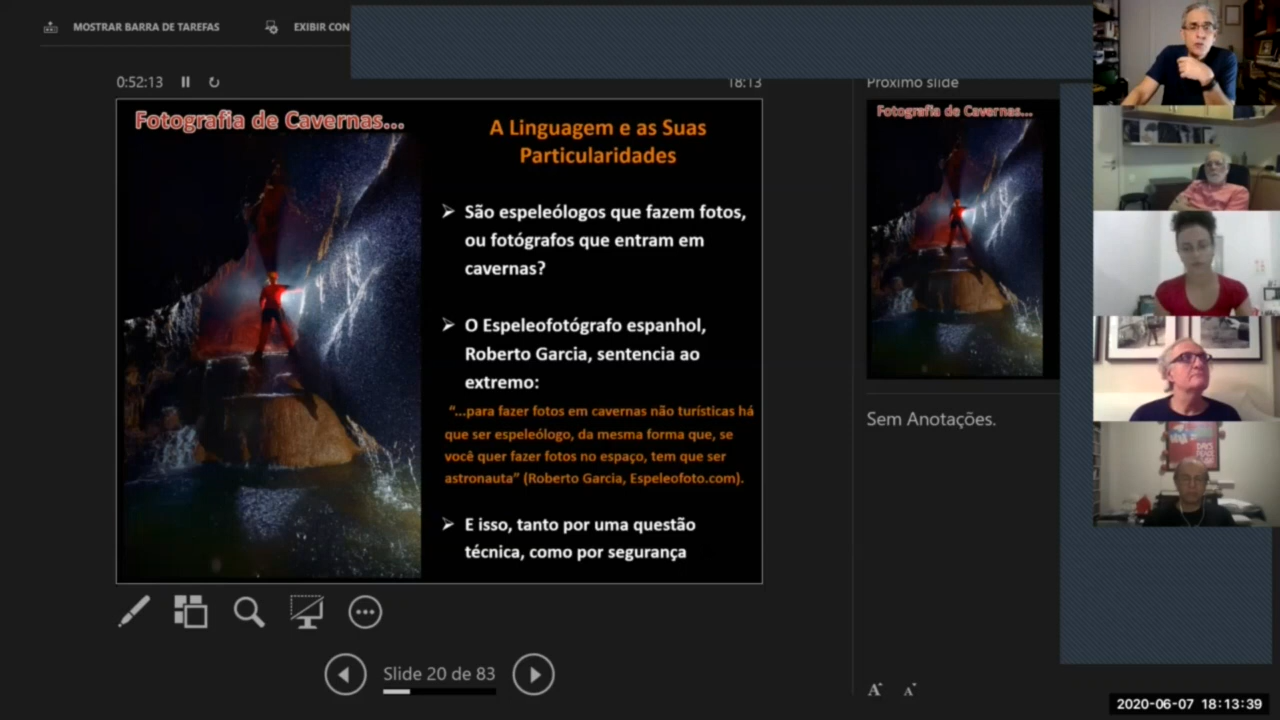 MOSTRAR BARRA DE TAREFAS
EXIBIR CON
0:52:13
18:13
Próximo slide
Fotografia de Cavernas...
A Linguagem e as Suas
Particularidades
São espeleólogos que fazem fotos,
ou fotógrafos que entram em
cavernas?
O Espeleofotógrafo espanhol,
Roberto Garcia, sentencia ao
extremo:
“...para fazer fotos em cavernas não turísticas há
que ser espeleólogo, da mesma forma que, se
você quer fazer fotos no espaço, tem que ser
astronauta” (Roberto Garcia, Espeleofoto.com).
E isso, tanto por uma questão
técnica, como por segurança
Fotografia de Cavernas...
Sem Anotações.
Slide 20 de 83
A A
2020-06-07 18:13:39